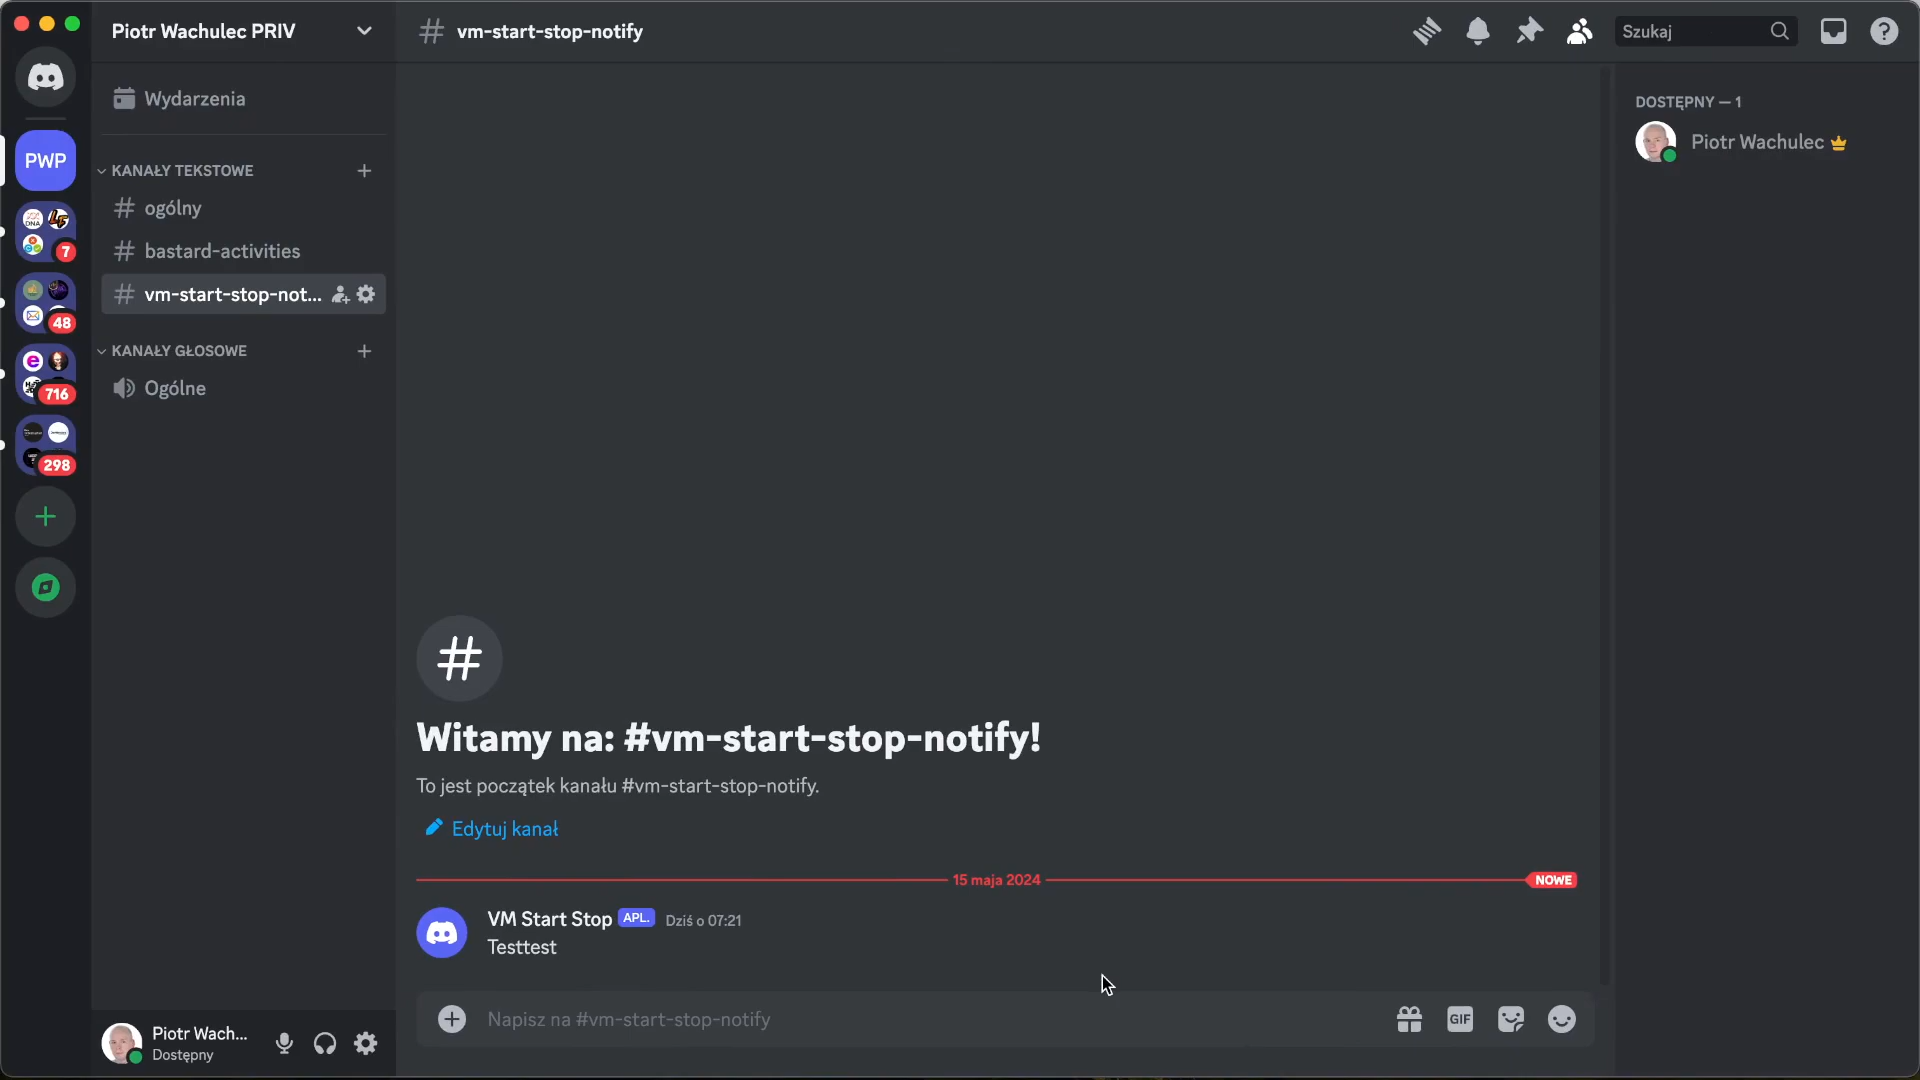 Piotr Wachulec PRIV
vm-start-stop-notify
Szukaj
Wydarzenia
PWP
KANAŁY TEKSTOWE
ogólny
bastard-activities
vm-start-stop-not...
KANAŁY GŁOSOWE
Ogólne
DNA
7
48
e
716
298
Witamy na: #vm-start-stop-notify!
To jest początek kanału #vm-start-stop-notify.
Edytuj kanał
15 maja 2024
NOWE
VM Start Stop APL. Dziś o 07:21
Testtest
Napisz na #vm-start-stop-notify
GIF
Piotr Wach...
Dostępny
DOSTĘPNY — 1
Piotr Wachulec